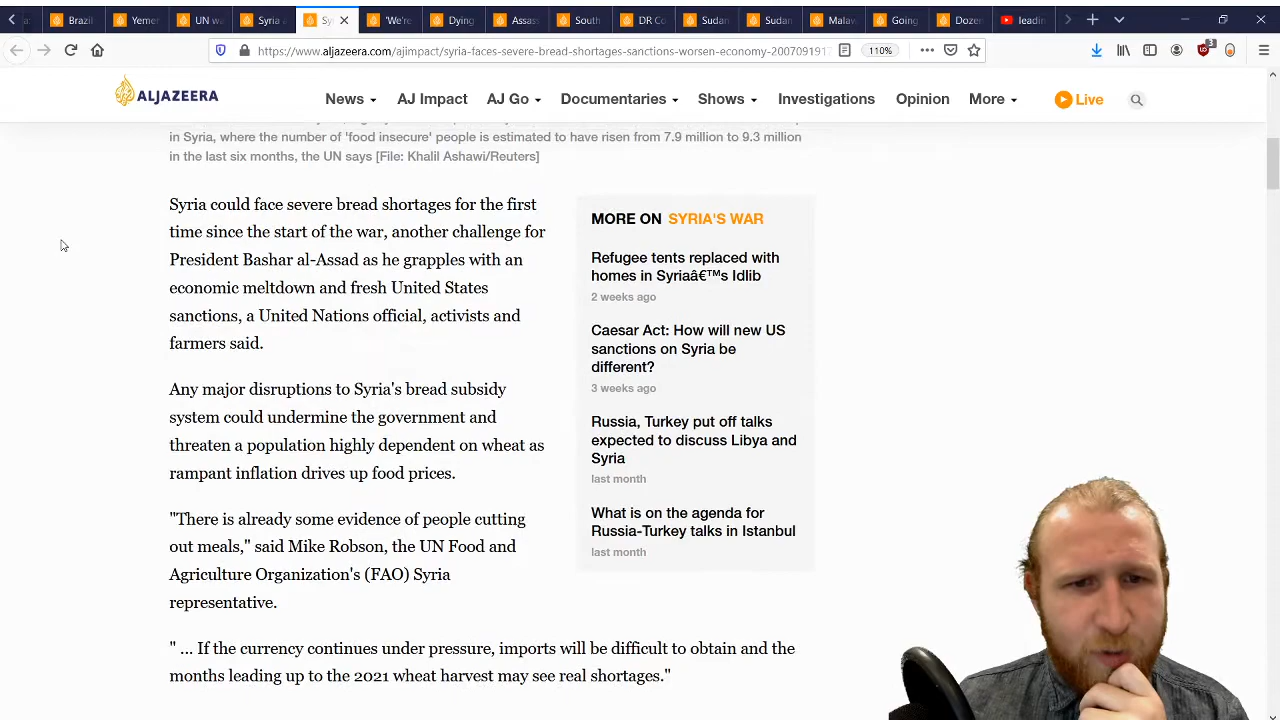 Brazil
Yemer
UN wa
Syria a
Sy
'We're
Dying
Assas
South
DR Co
Sudan
Sudan
Malaw
Going
Dozer
leadin
https://www.aljazeera.com/ajimpact/syria-faces-severe-bread-shortages-sanctions-worsen-economy-2007091917
110%
3
ALJAZEERA
News
AJ Impact
AJ Go
Documentaries
Shows
Investigations
Opinion
More
Live
in Syria, where the number of 'food insecure' people is estimated to have risen from 7.9 million to 9.3 million
in the last six months, the UN says [File: Khalil Ashawi/Reuters]
Syria could face severe bread shortages for the first
time since the start of the war, another challenge for
President Bashar al-Assad as he grapples with an
economic meltdown and fresh United States
sanctions, a United Nations official, activists and
farmers said.
Any major disruptions to Syria's bread subsidy
system could undermine the government and
threaten a population highly dependent on wheat as
rampant inflation drives up food prices.
"There is already some evidence of people cutting
out meals," said Mike Robson, the UN Food and
Agriculture Organization's (FAO) Syria
representative.
" ... If the currency continues under pressure, imports will be difficult to obtain and the
months leading up to the 2021 wheat harvest may see real shortages."
MORE ON SYRIA'S WAR
Refugee tents replaced with
homes in Syriaâ€™s Idlib
2 weeks ago
Caesar Act: How will new US
sanctions on Syria be
different?
3 weeks ago
Russia, Turkey put off talks
expected to discuss Libya and
Syria
last month
What is on the agenda for
Russia-Turkey talks in Istanbul
last month